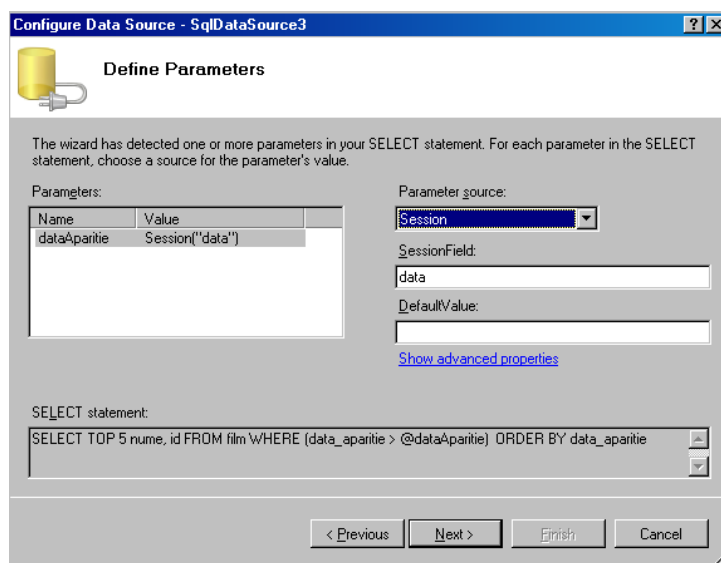 Configure Data Source - SqlDataSource3
Define Parameters
The wizard has detected one or more parameters in your SELECT statement. For each parameter in the SELECT
statement, choose a source for the parameter's value.
Parameters:
Name Value
dataAparitie Session("data")
Parameter source:
Session
SessionField:
data
DefaultValue:
Show advanced properties
SELECT statement:
SELECT TOP 5 nume, id FROM film WHERE (data_aparitie > @dataAparitie) ORDER BY data_aparitie
< Previous Next > Finish Cancel